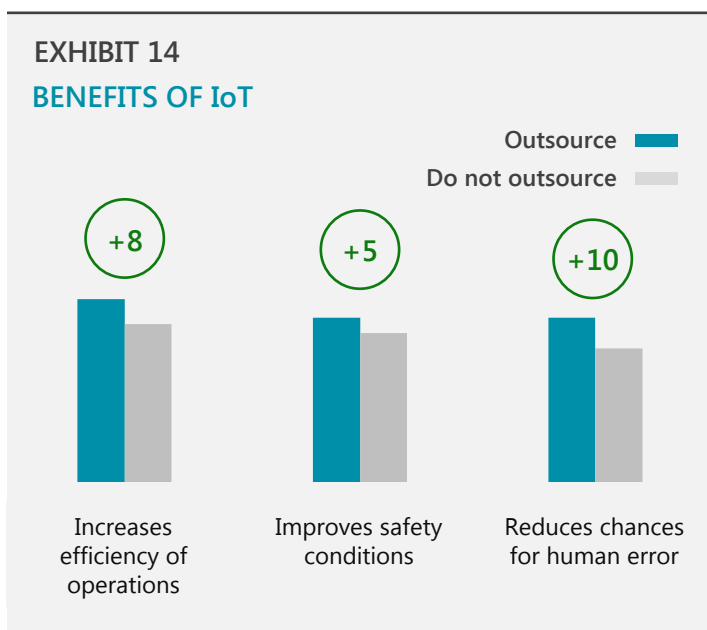 EXHIBIT 14
BENEFITS OF IoT
Outsource
Do not outsource
+8
+5
+10
Increases
efficiency of
operations
Improves safety
conditions
Reduces chances
for human error